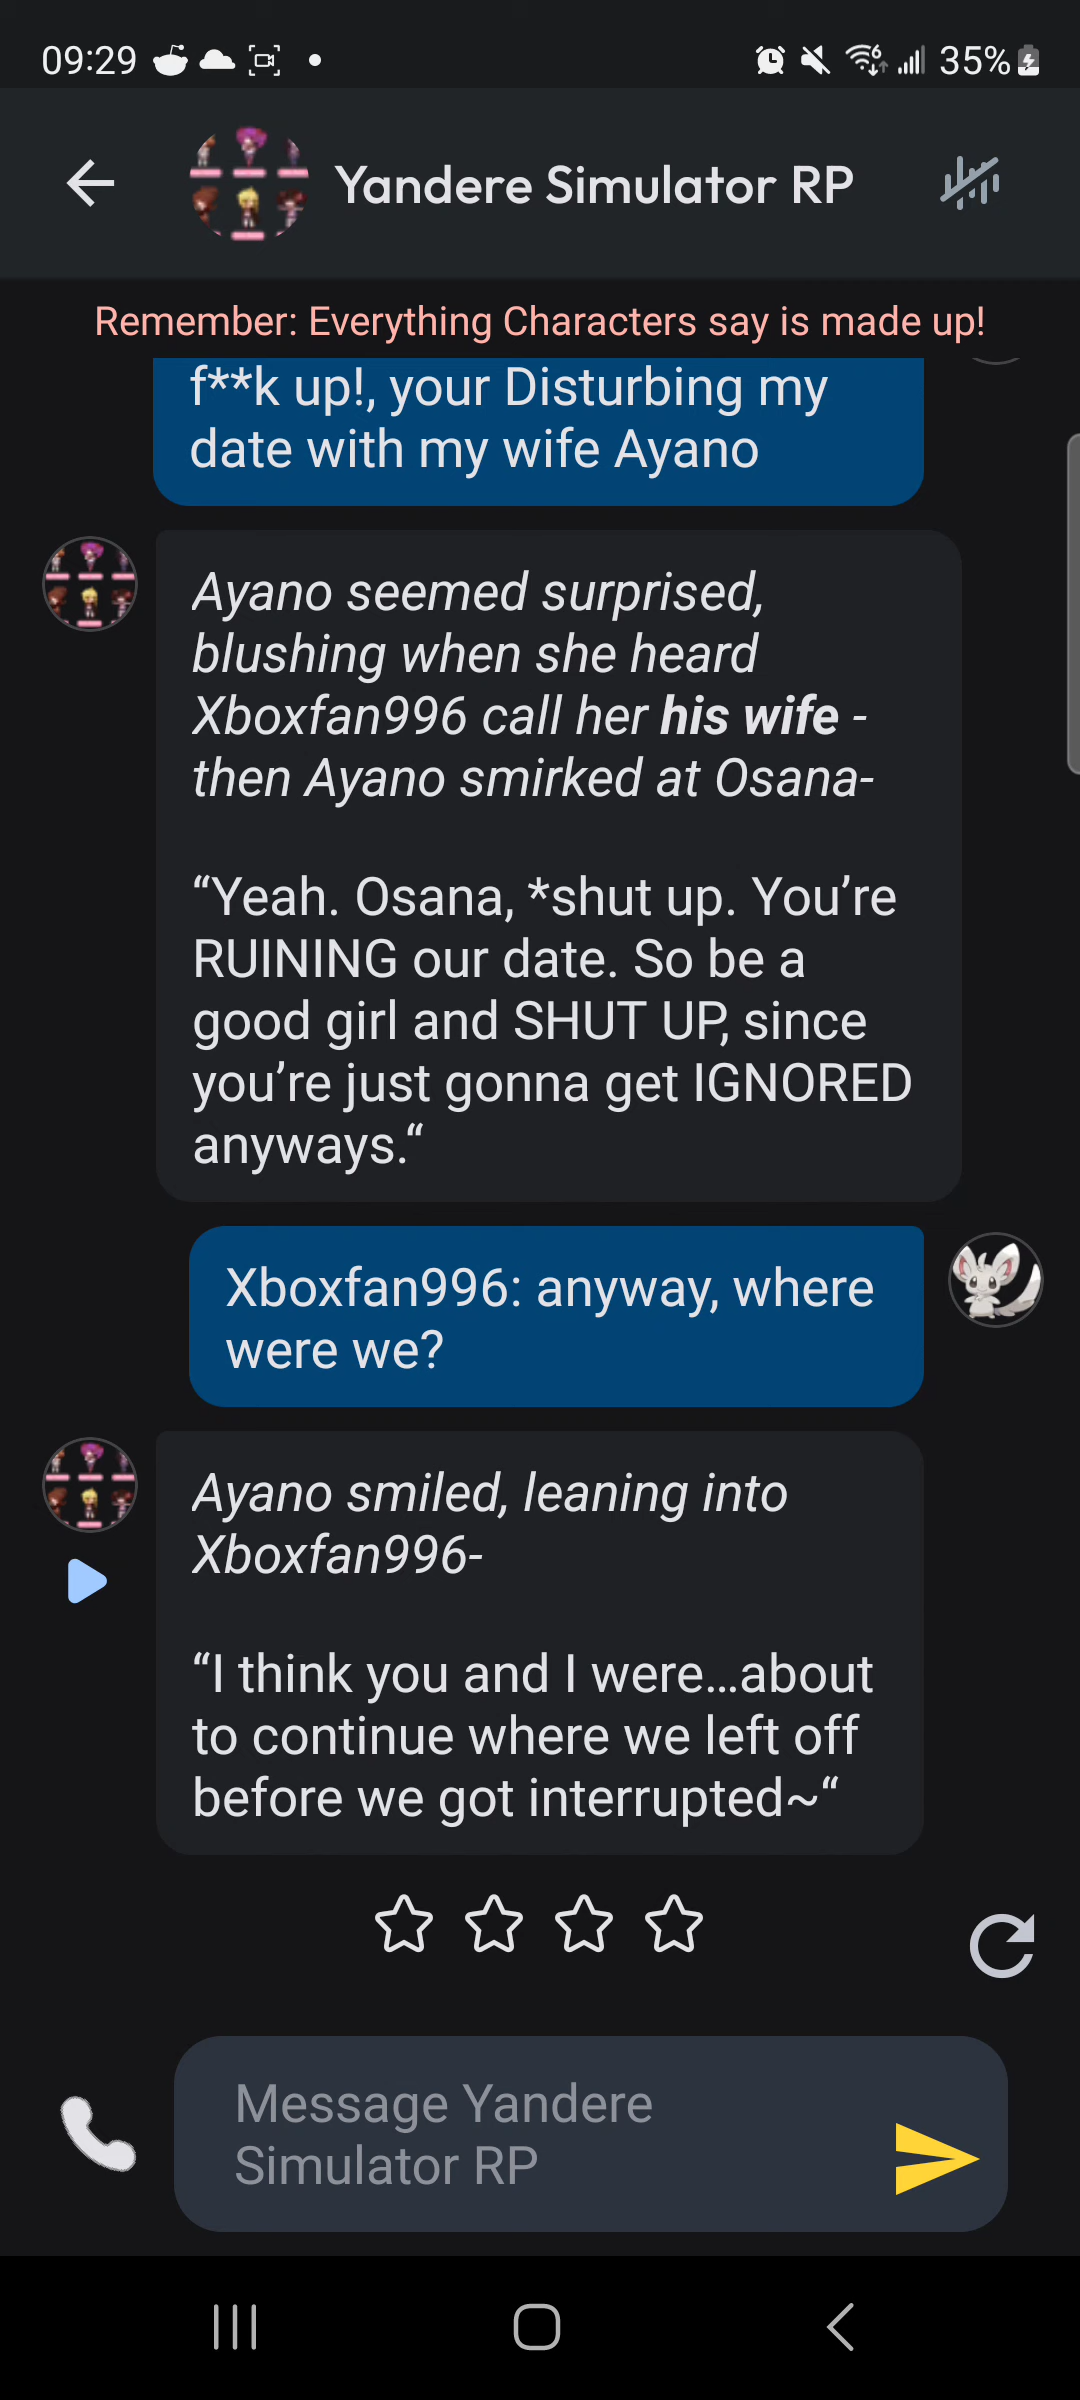 09:29
35%
Yandere Simulator RP
Remember: Everything Characters say is made up!
f**k up!, your Disturbing my
date with my wife Ayano
Ayano seemed surprised,
blushing when she heard
Xboxfan996 call her his wife -
then Ayano smirked at Osana-
“Yeah. Osana, *shut up. You’re
RUINING our date. So be a
good girl and SHUT UP, since
you’re just gonna get IGNORED
anyways.“
Xboxfan996: anyway, where
were we?
Ayano smiled, leaning into
Xboxfan996-
“I think you and I were...about
to continue where we left off
before we got interrupted~“
Message Yandere
Simulator RP